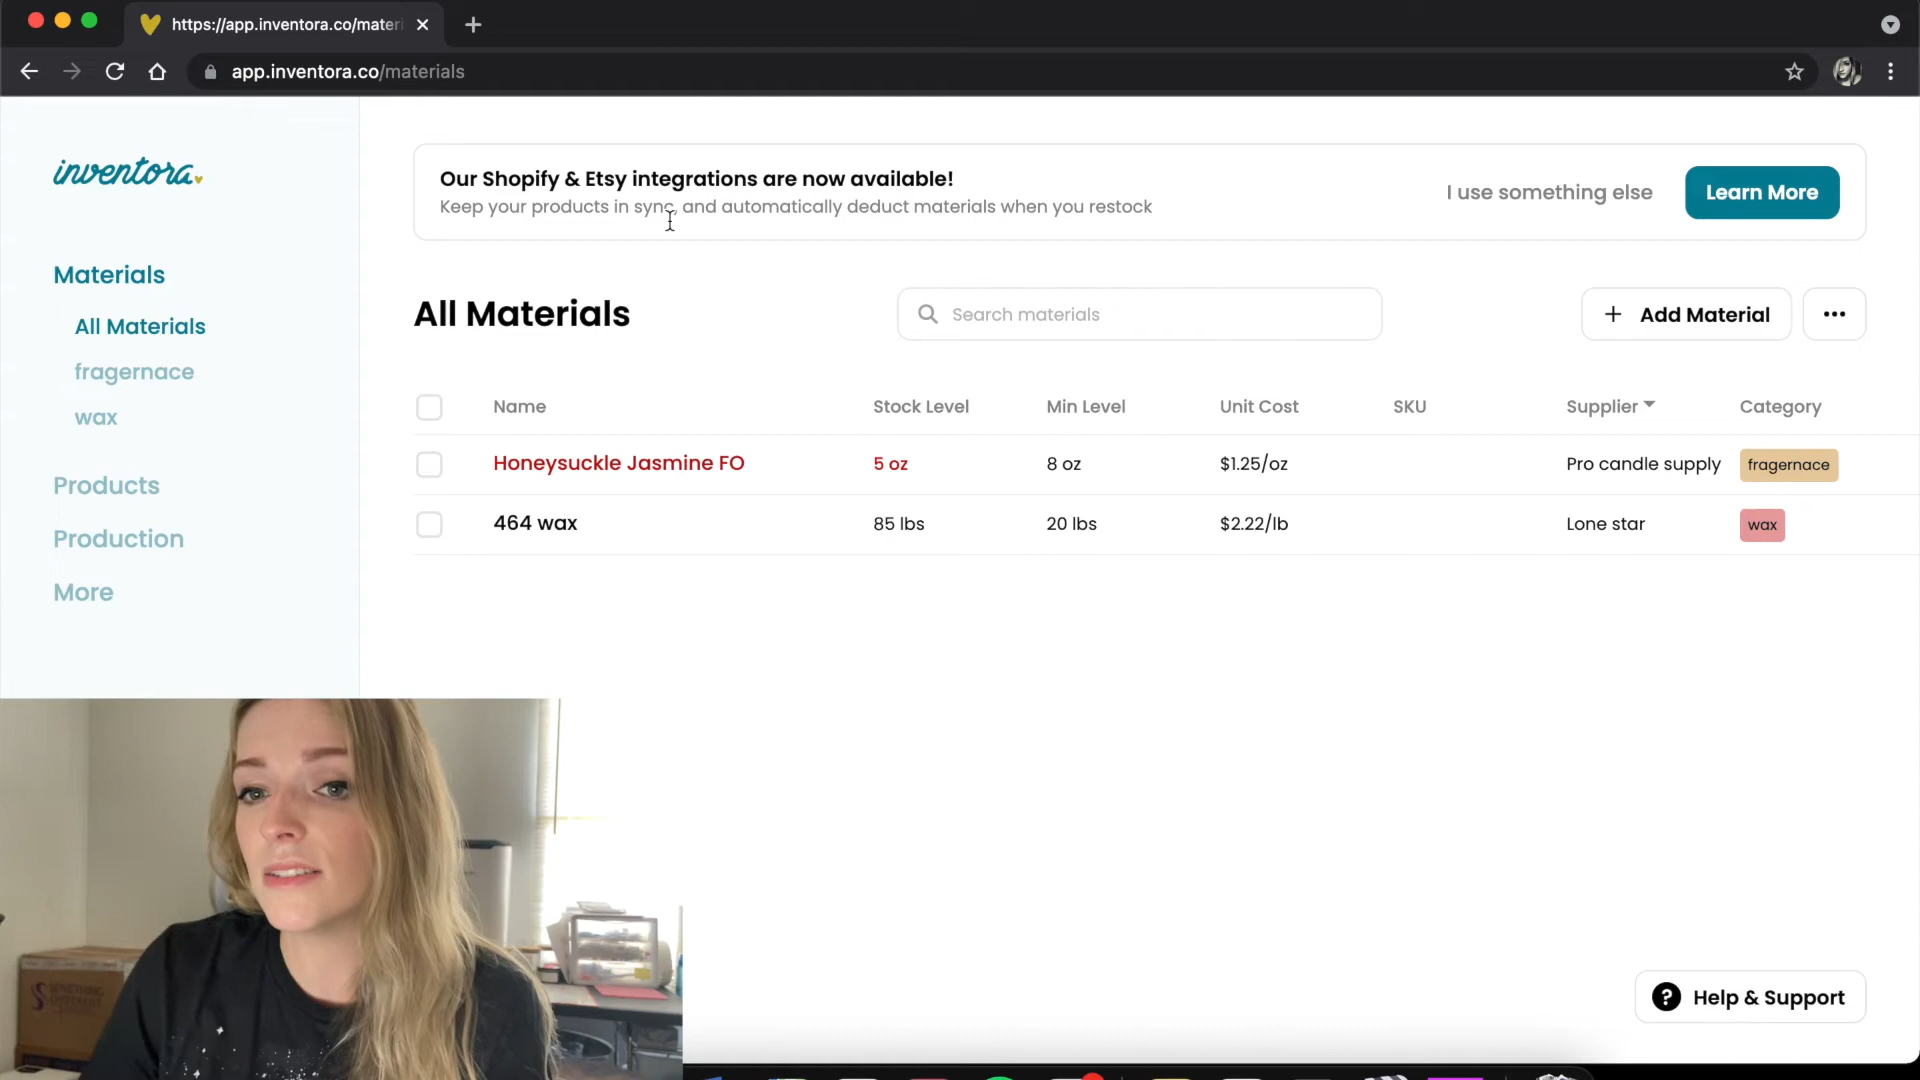 https://app.inventora.co/materi
app.inventora.co/materials
inventora
Our Shopify & Etsy integrations are now available!
Keep your products in sync, and automatically deduct materials when you restock
I use something else
Learn More
Materials
All Materials
fragernace
wax
Products
Production
More
All Materials
Search materials
+ Add Material
Name Stock Level Min Level Unit Cost SKU Supplier Category
Honeysuckle Jasmine FO 5 oz 8 oz $1.25/oz Pro candle supply fragernace
464 wax 85 lbs 20 lbs $2.22/lb Lone star wax
SOMETHING
DIFFERENT
? Help & Support